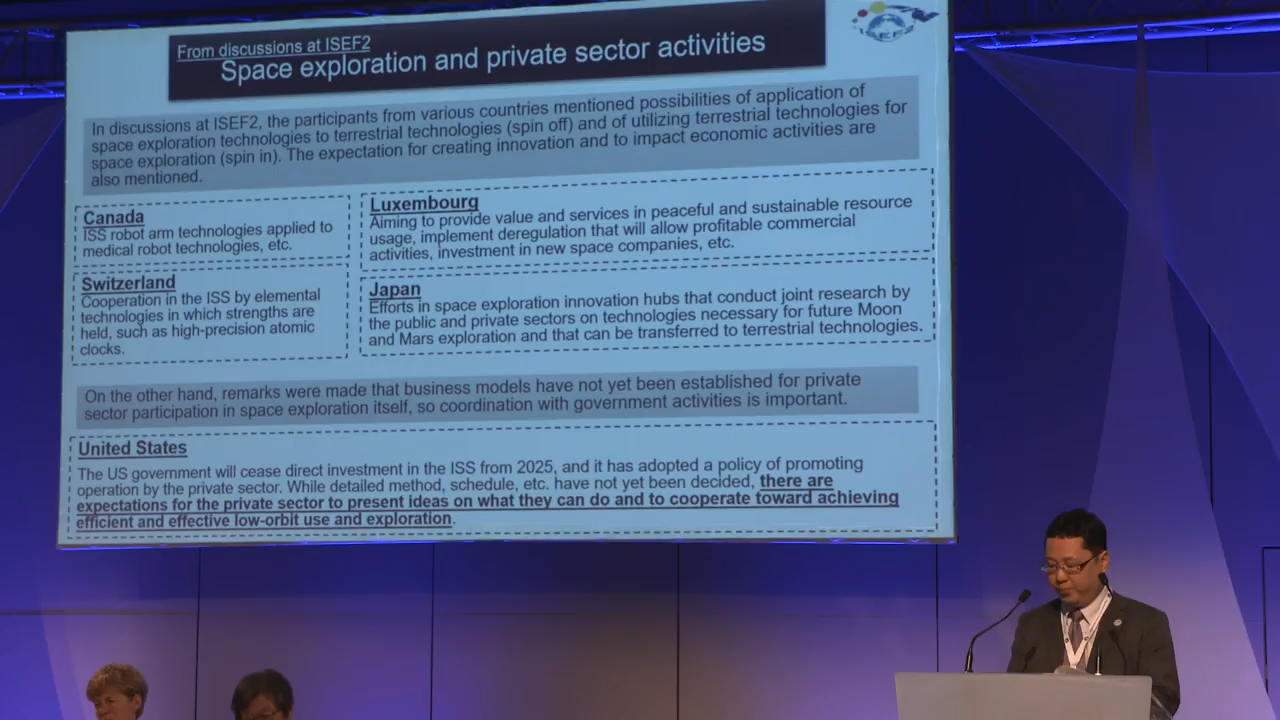 From discussions at ISEF2
Space exploration and private sector activities
ISEF2
In discussions at ISEF2, the participants from various countries mentioned possibilities of application of
space exploration technologies to terrestrial technologies (spin off) and of utilizing terrestrial technologies for
space exploration (spin in). The expectation for creating innovation and to impact economic activities are
also mentioned.
Canada
ISS robot arm technologies applied to
medical robot technologies, etc.
Luxembourg
Aiming to provide value and services in peaceful and sustainable resource
usage, implement deregulation that will allow profitable commercial
activities, investment in new space companies, etc.
Switzerland
Cooperation in the ISS by elemental
technologies in which strengths are
held, such as high-precision atomic
clocks.
Japan
Efforts in space exploration innovation hubs that conduct joint research by
the public and private sectors on technologies necessary for future Moon
and Mars exploration and that can be transferred to terrestrial technologies.
On the other hand, remarks were made that business models have not yet been established for private
sector participation in space exploration itself, so coordination with government activities is important.
United States
The US government will cease direct investment in the ISS from 2025, and it has adopted a policy of promoting
operation by the private sector. While detailed method, schedule, etc. have not yet been decided, there are
expectations for the private sector to present ideas on what they can do and to cooperate toward achieving
efficient and effective low-orbit use and exploration.